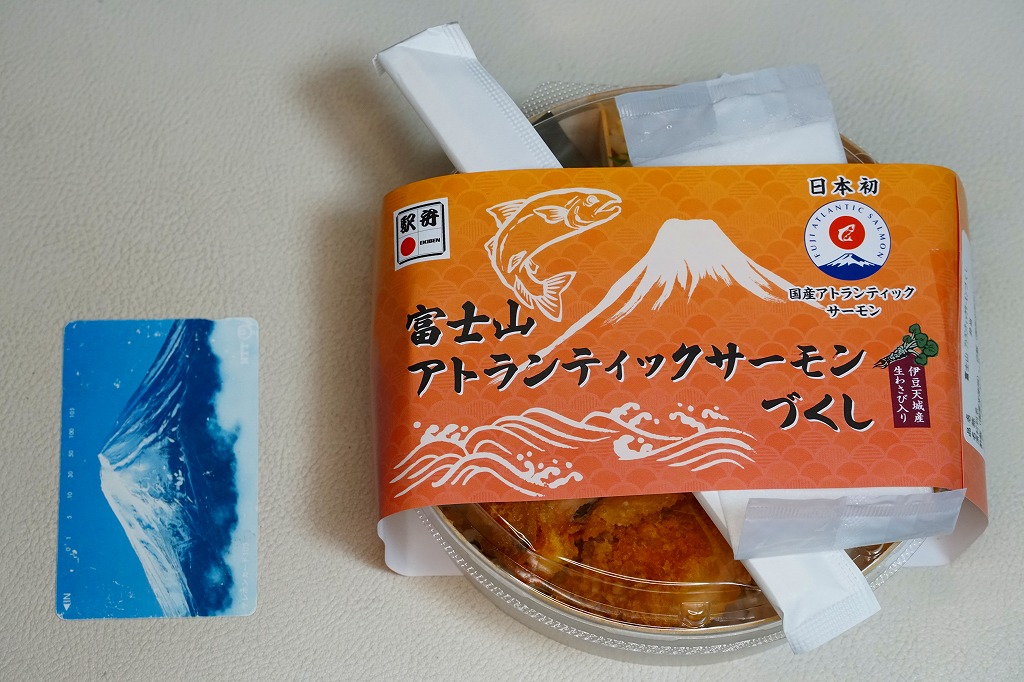 駅弁
EKIBEN
日本初
FUJI ATLANTIC SALMON
国産アトランティック
サーモン
富士山
アトランティックサーモン
づくし
伊豆天城産
生わさび入り
IN